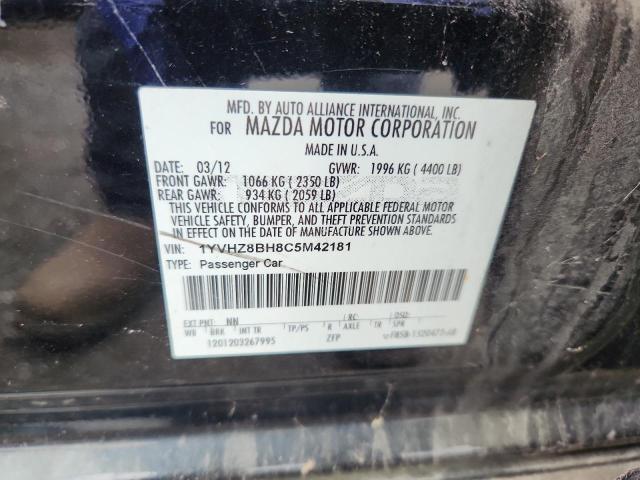 MFD. BY AUTO ALLIANCE INTERNATIONAL, INC.
FOR MAZDA MOTOR CORPORATION
MADE IN U.S.A.
DATE: 03/12 GVWR: 1996 KG ( 4400 LB)
FRONT GAWR: 1066 KG ( 2350 LB)
REAR GAWR: 934 KG ( 2059 LB)
THIS VEHICLE CONFORMS TO ALL APPLICABLE FEDERAL MOTOR
VEHICLE SAFETY, BUMPER, AND THEFT PREVENTION STANDARDS
IN EFFECT ON THE DATE OF MANUFACTURE SHOWN ABOVE.
VIN: 1YVHZ8BH8C5M42181
TYPE: Passenger Car
EXT PNT: NN RC: DSO:
WB BRK INT TR TP/PS R AXLE TR SPR
1201203267995 ZFP